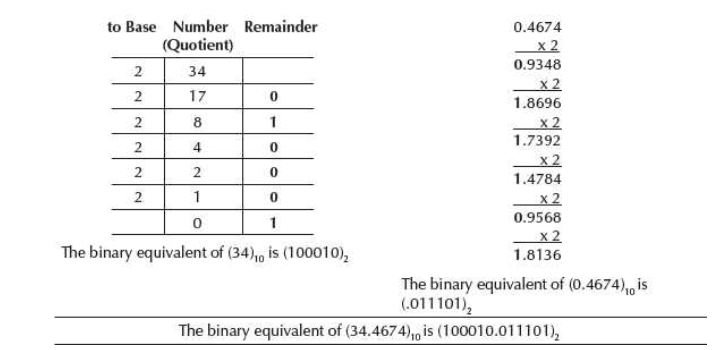 to Base Number Remainder
(Quotient)
2 34
2 17 0
2 8 1
2 4 0
2 2 0
2 1 0
0 1
The binary equivalent of (34)₁₀ is (100010)₂
0.4674
x 2
0.9348
x 2
1.8696
x 2
1.7392
x 2
1.4784
x 2
0.9568
x 2
1.8136
The binary equivalent of (0.4674)₁₀ is
(.011101)₂
The binary equivalent of (34.4674)₁₀ is (100010.011101)₂